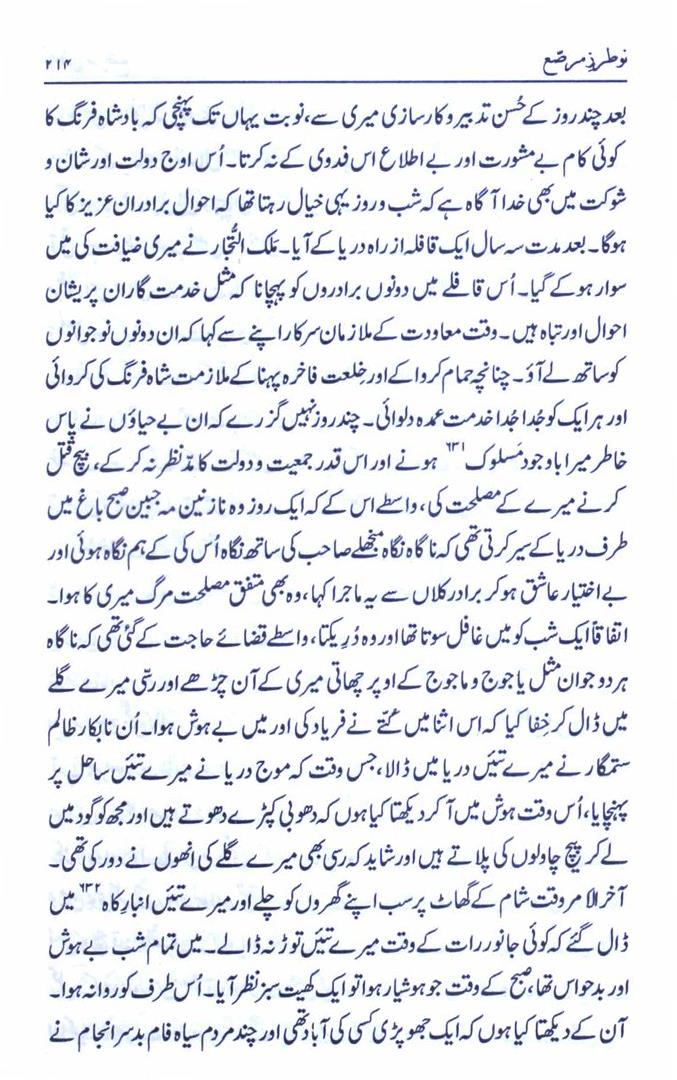 نو طرزِ مرصّع
۲۱۴
بعد چند روز کے حُسن تدبیر و کارسازی میری سے، نوبت یہاں تک پہنچی کہ بادشاہ فرنگ کا
کوئی کام بے مشورت اور بے اطلاع اس فدوی کے نہ کرتا۔ اُس اوج دولت اور شان و
شوکت میں بھی خدا آگاہ ہے کہ شب و روز یہی خیال رہتا تھا کہ احوال برادران عزیز کا کیا
ہوگا۔ بعد مدت سہ سال ایک قافلہ از راہ دریا کے آیا۔ مَلک التُّجار نے میری ضیافت کی میں
سوار ہو کے گیا۔ اُس قافلے میں دونوں برادروں کو پہچانا کہ مثل خدمت گاران پریشان
احوال اور تباہ ہیں۔ وقت معاودت کے ملازمان سرکار اپنے سے کہا کہ ان دونوں نوجوانوں
کو ساتھ لے آؤ۔ چنانچہ حمام کروا کے اور خِلعت فاخرہ پہنا کے ملازمت شاہ فرنگ کی کروائی
اور ہر ایک کو جُدا جُدا خدمت عمدہ دلوائی۔ چند روز نہیں گزرے کہ ان بے حیاؤں نے پاس
خاطر میرا باوجود مَسلوک ۶۳۱ ہونے اور اس قدر جمعیت و دولت کا مدّ نظر نہ کر کے، بیچ قتل
کرنے میرے کے مصلحت کی، واسطے اس کے کہ ایک روز وہ نازنین مہ جبین صبح باغ میں
طرف دریا کے سیر کرتی تھی کہ ناگاہ نگاہ منجھلے صاحب کی ساتھ نگاہ اُس کی کے ہم نگاہ ہوئی اور
بے اختیار عاشق ہو کر برادر کلاں سے یہ ماجرا کہا، وہ بھی متفق مصلحت مرگ میری کا ہوا۔
اتفاقاً ایک شب کو میں غافل سوتا تھا اور وہ دُرِ یکتا، واسطے قضائے حاجت کے گئی تھی کہ ناگاہ
ہر دو جوان مثل یاجوج و ماجوج کے اوپر چھاتی میری کے آن چڑھے اور رسّی میرے گلے
میں ڈال کر خِفا کیا کہ اس اثنا میں کُتّے نے فریاد کی اور میں بے ہوش ہوا۔ اُن نابکار ظالم
ستمگار نے میرے تئیں دریا میں ڈالا، جس وقت کہ موج دریا نے میرے تئیں ساحل پر
پہنچایا، اُس وقت ہوش میں آ کر دیکھتا کیا ہوں کہ دھوبی کپڑے دھوتے ہیں اور مجھ کو گود میں
لے کر پیچ چاولوں کی پلاتے ہیں اور شاید کہ رسی بھی میرے گلے کی انھوں نے دور کی تھی۔
آخرالامر وقت شام کے گھاٹ پر سب اپنے گھروں کو چلے اور میرے تئیں انبارِ کاہ ۶۳۲ میں
ڈال گئے کہ کوئی جانور رات کے وقت میرے تئیں توڑ نہ ڈالے۔ میں تمام شب بے ہوش
اور بدحواس تھا، صبح کے وقت جو ہوشیار ہوا تو ایک کھیت سبز نظر آیا۔ اُس طرف کو روانہ ہوا۔
آن کے دیکھتا کیا ہوں کہ ایک جھوپڑی کسی کی آباد تھی اور چند مردم سیاہ فام بد سرانجام نے